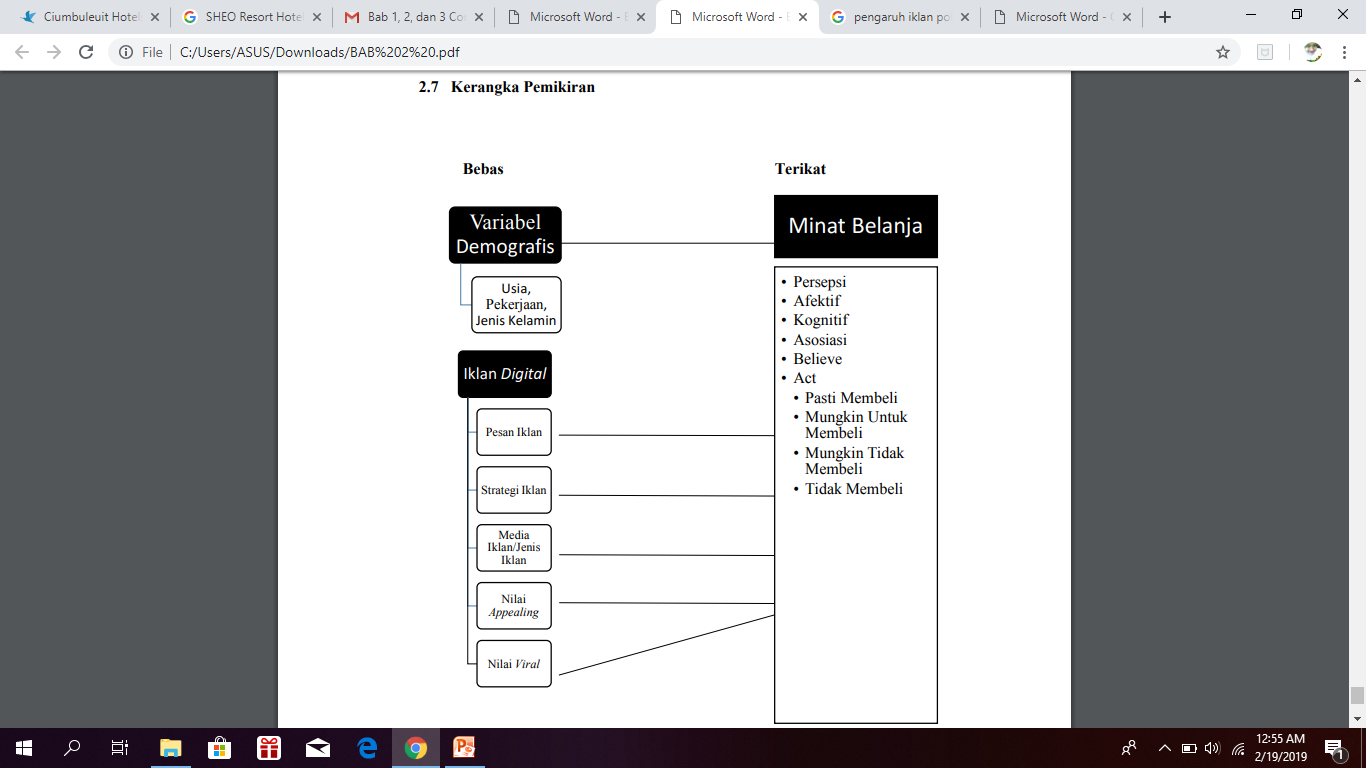 Ciumbuleuit Hotel
SHEO Resort Hote
Bab 1, 2, dan 3 Co
Microsoft Word - B
Microsoft Word - B
pengaruh iklan po
Microsoft Word -
File
C:/Users/ASUS/Downloads/BAB%202%20.pdf
2.7 Kerangka Pemikiran
Bebas
Terikat
Variabel
Demografis
Usia,
Pekerjaan,
Jenis Kelamin
Iklan Digital
Pesan Iklan
Strategi Iklan
Media
Iklan/Jenis
Iklan
Nilai
Appealing
Nilai Viral
Minat Belanja
• Persepsi
• Afektif
• Kognitif
• Asosiasi
• Believe
• Act
• Pasti Membeli
• Mungkin Untuk
Membeli
• Mungkin Tidak
Membeli
• Tidak Membeli
12:55 AM
2/19/2019
1